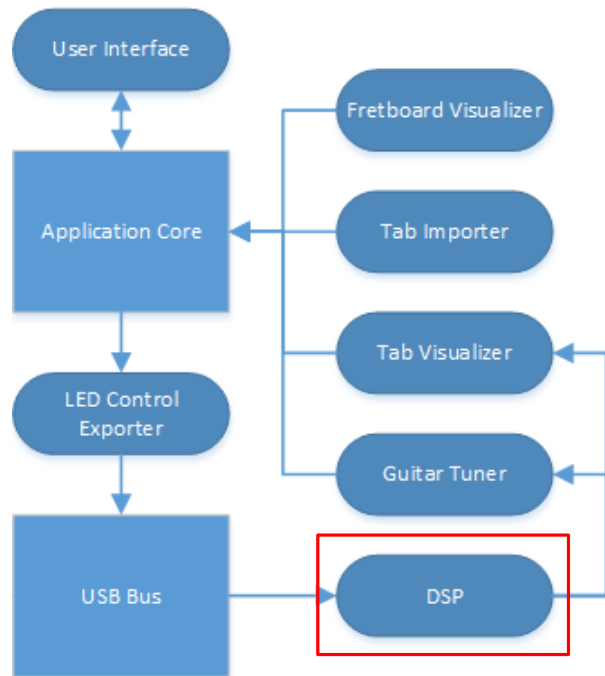 User Interface
Fretboard Visualizer
Application Core
Tab Importer
Tab Visualizer
LED Control
Exporter
Guitar Tuner
USB Bus
DSP